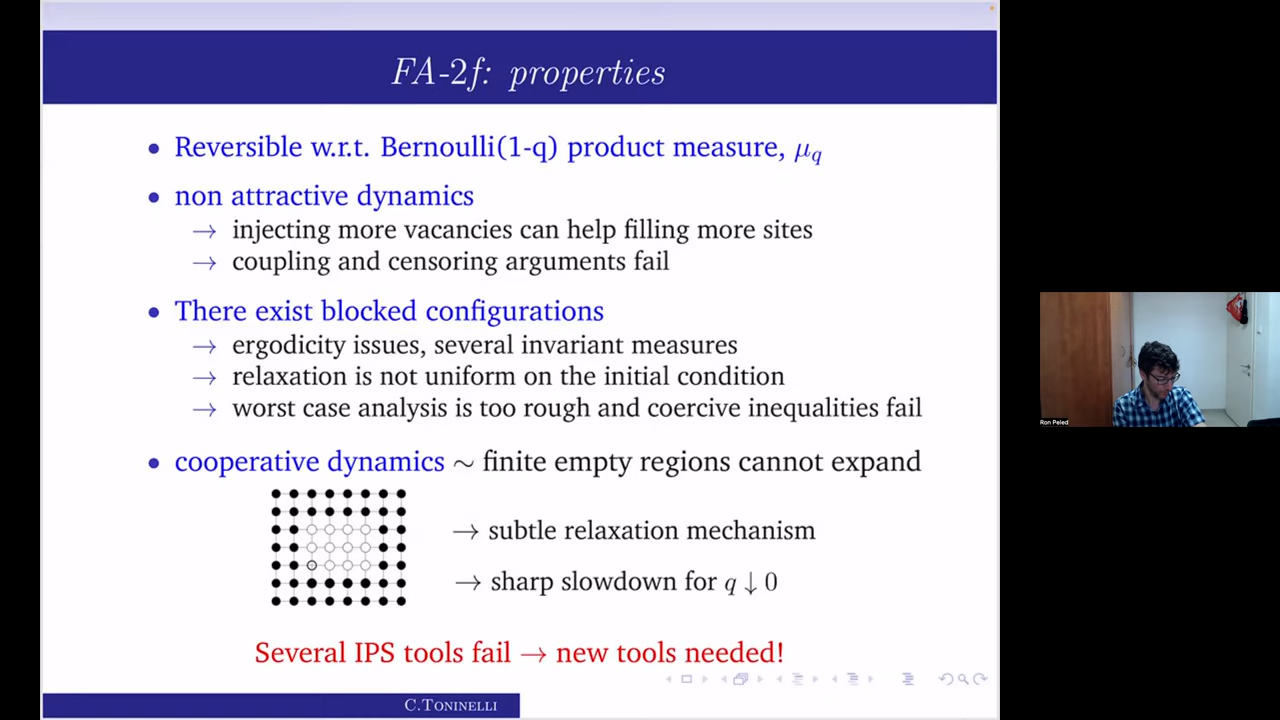 FA-2f: properties
• Reversible w.r.t. Bernoulli(1-q) product measure, μq
• non attractive dynamics
→ injecting more vacancies can help filling more sites
→ coupling and censoring arguments fail
• There exist blocked configurations
→ ergodicity issues, several invariant measures
→ relaxation is not uniform on the initial condition
→ worst case analysis is too rough and coercive inequalities fail
• cooperative dynamics ∼ finite empty regions cannot expand
→ subtle relaxation mechanism
→ sharp slowdown for q ↓ 0
Several IPS tools fail → new tools needed!
C.Toninelli
Ron Peled